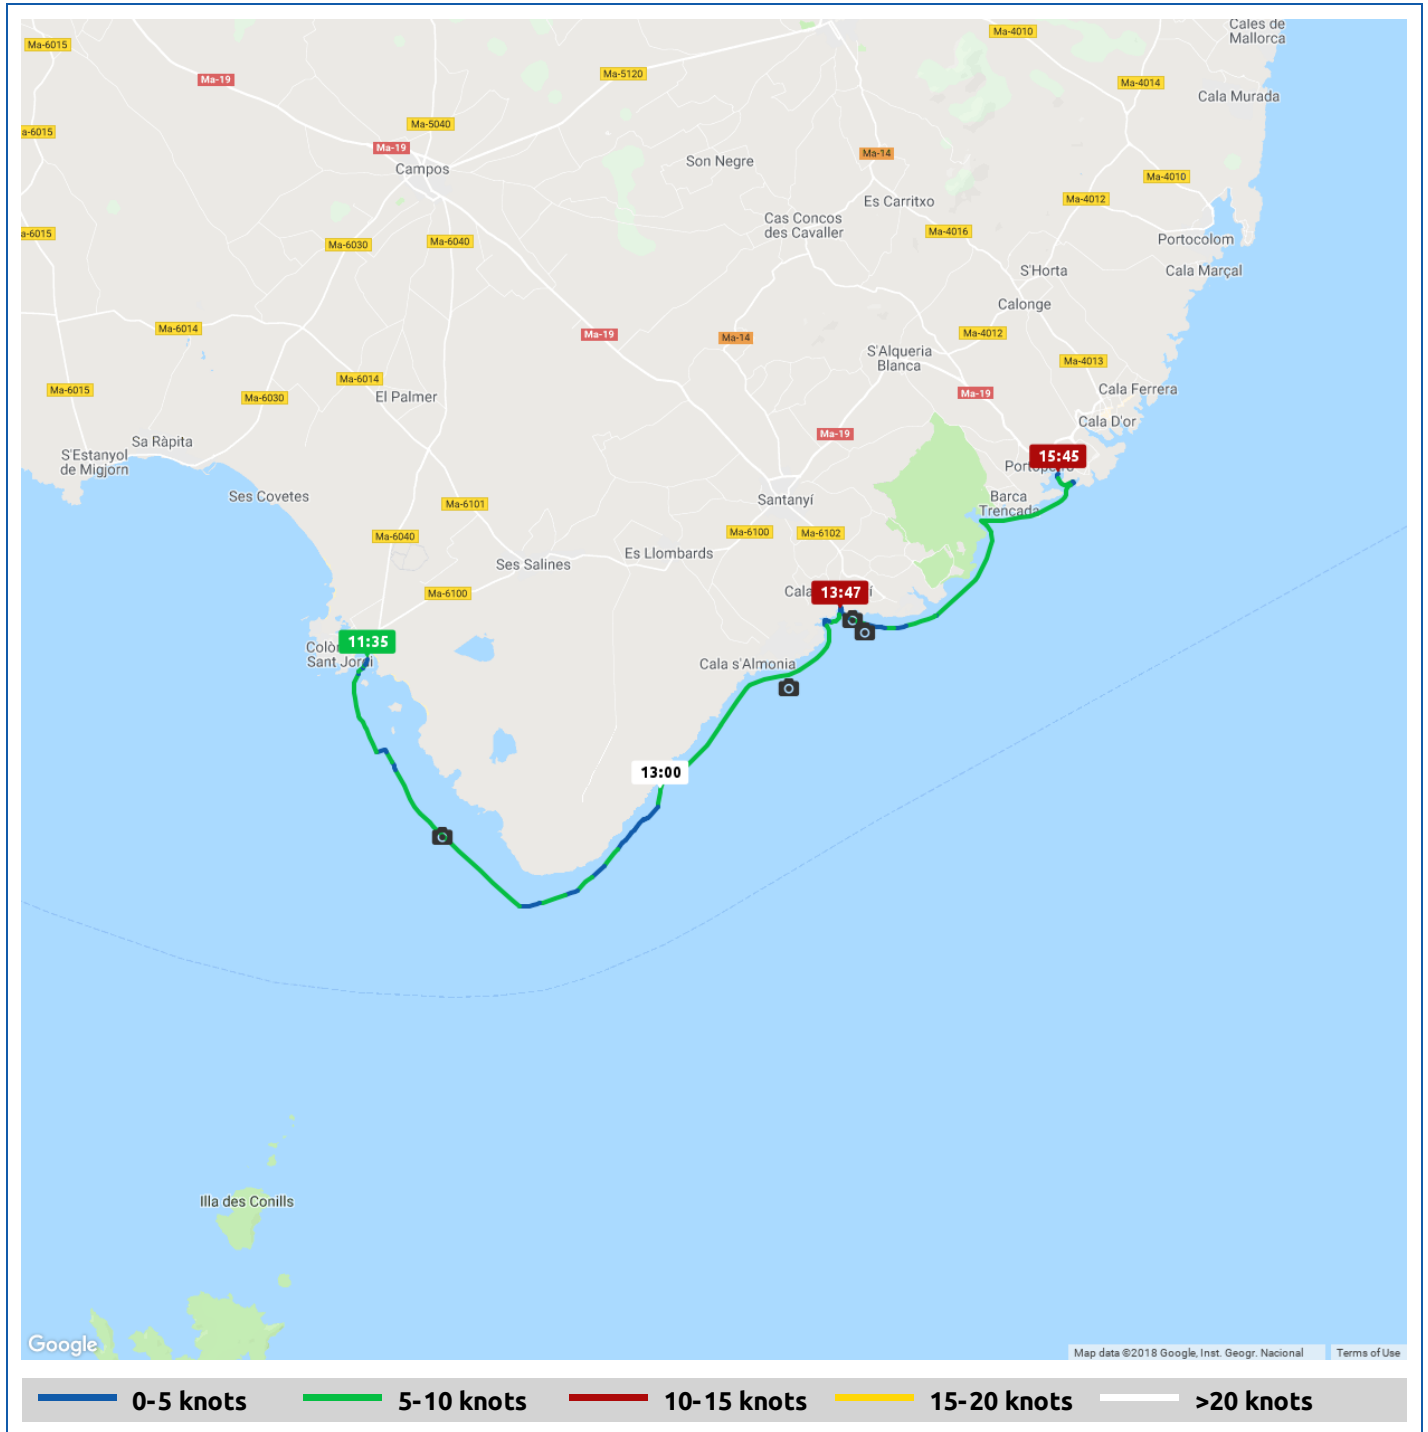 Cales de
Mallorca
Ma-6015
Ma-4010
Ma-19
Ma-5120
Ma-4014
Cala Murada
a-6015
Ma-5040
Ma-19
Campos
Son Negre
Ma-14
Ma-4010
Es Carritxo
Ma-4012
Cas Concos
des Cavaller
a-6015
Ma-6030
Ma-6040
Ma-4016
Portocolom
S'Horta
Cala Marçal
Calonge
Ma-6014
Ma-19
Ma-14
Ma-4012
S'Alqueria
Blanca
Ma-4013
Ma-6015
Ma-6030
Ma-6014
El Palmer
Ma-19
Cala Ferrera
Cala D'or
Sa Ràpita
Ma-19
S'Estanyol
de Migjorn
15:45
Ses Covetes
Ma-6101
Santanyí
Barca
Trencada
Ma-6040
Ma-6100
Ma-6102
Es Llombards
Ses Salines
Ma-6100
Cala
13:47
11:35
Sant Jordi
Cala s'Almonia
13:00
Illa des Conills
Google
Map data ©2018 Google, Inst. Geogr. Nacional
Terms of Use
0-5 knots
5-10 knots
10-15 knots
15-20 knots
>20 knots